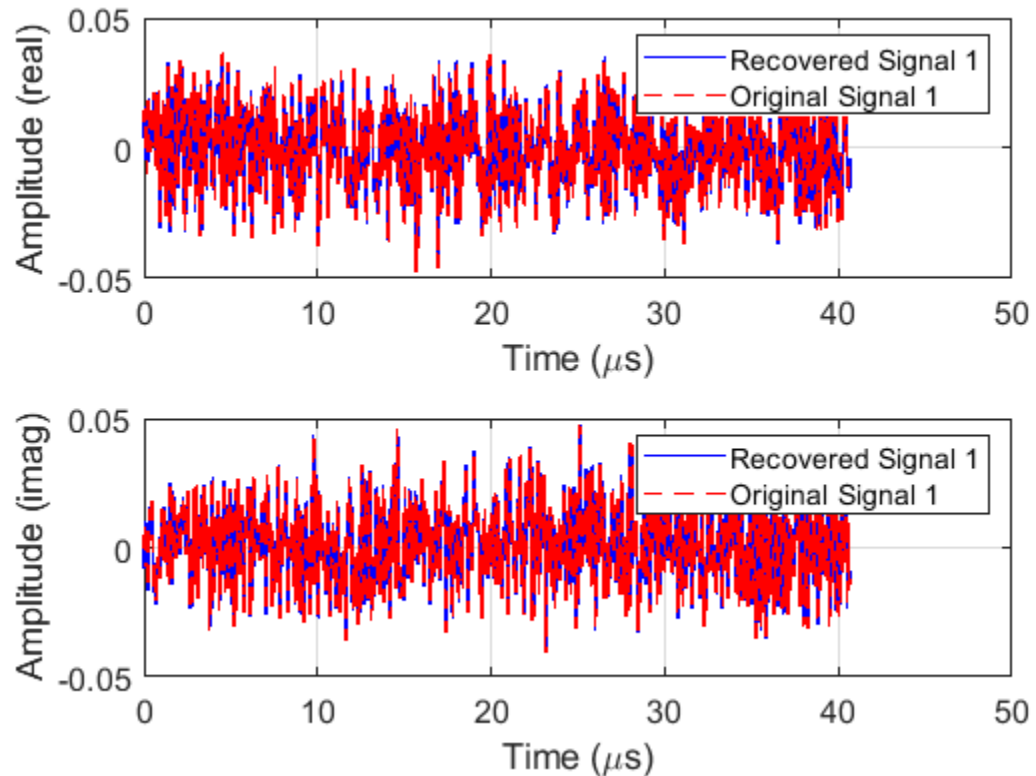 0.05
0
-0.05
Amplitude (real)
Recovered Signal 1
Original Signal 1
0 10 20 30 40 50
Time (μs)
0.05
0
-0.05
Amplitude (imag)
Recovered Signal 1
Original Signal 1
0 10 20 30 40 50
Time (μs)